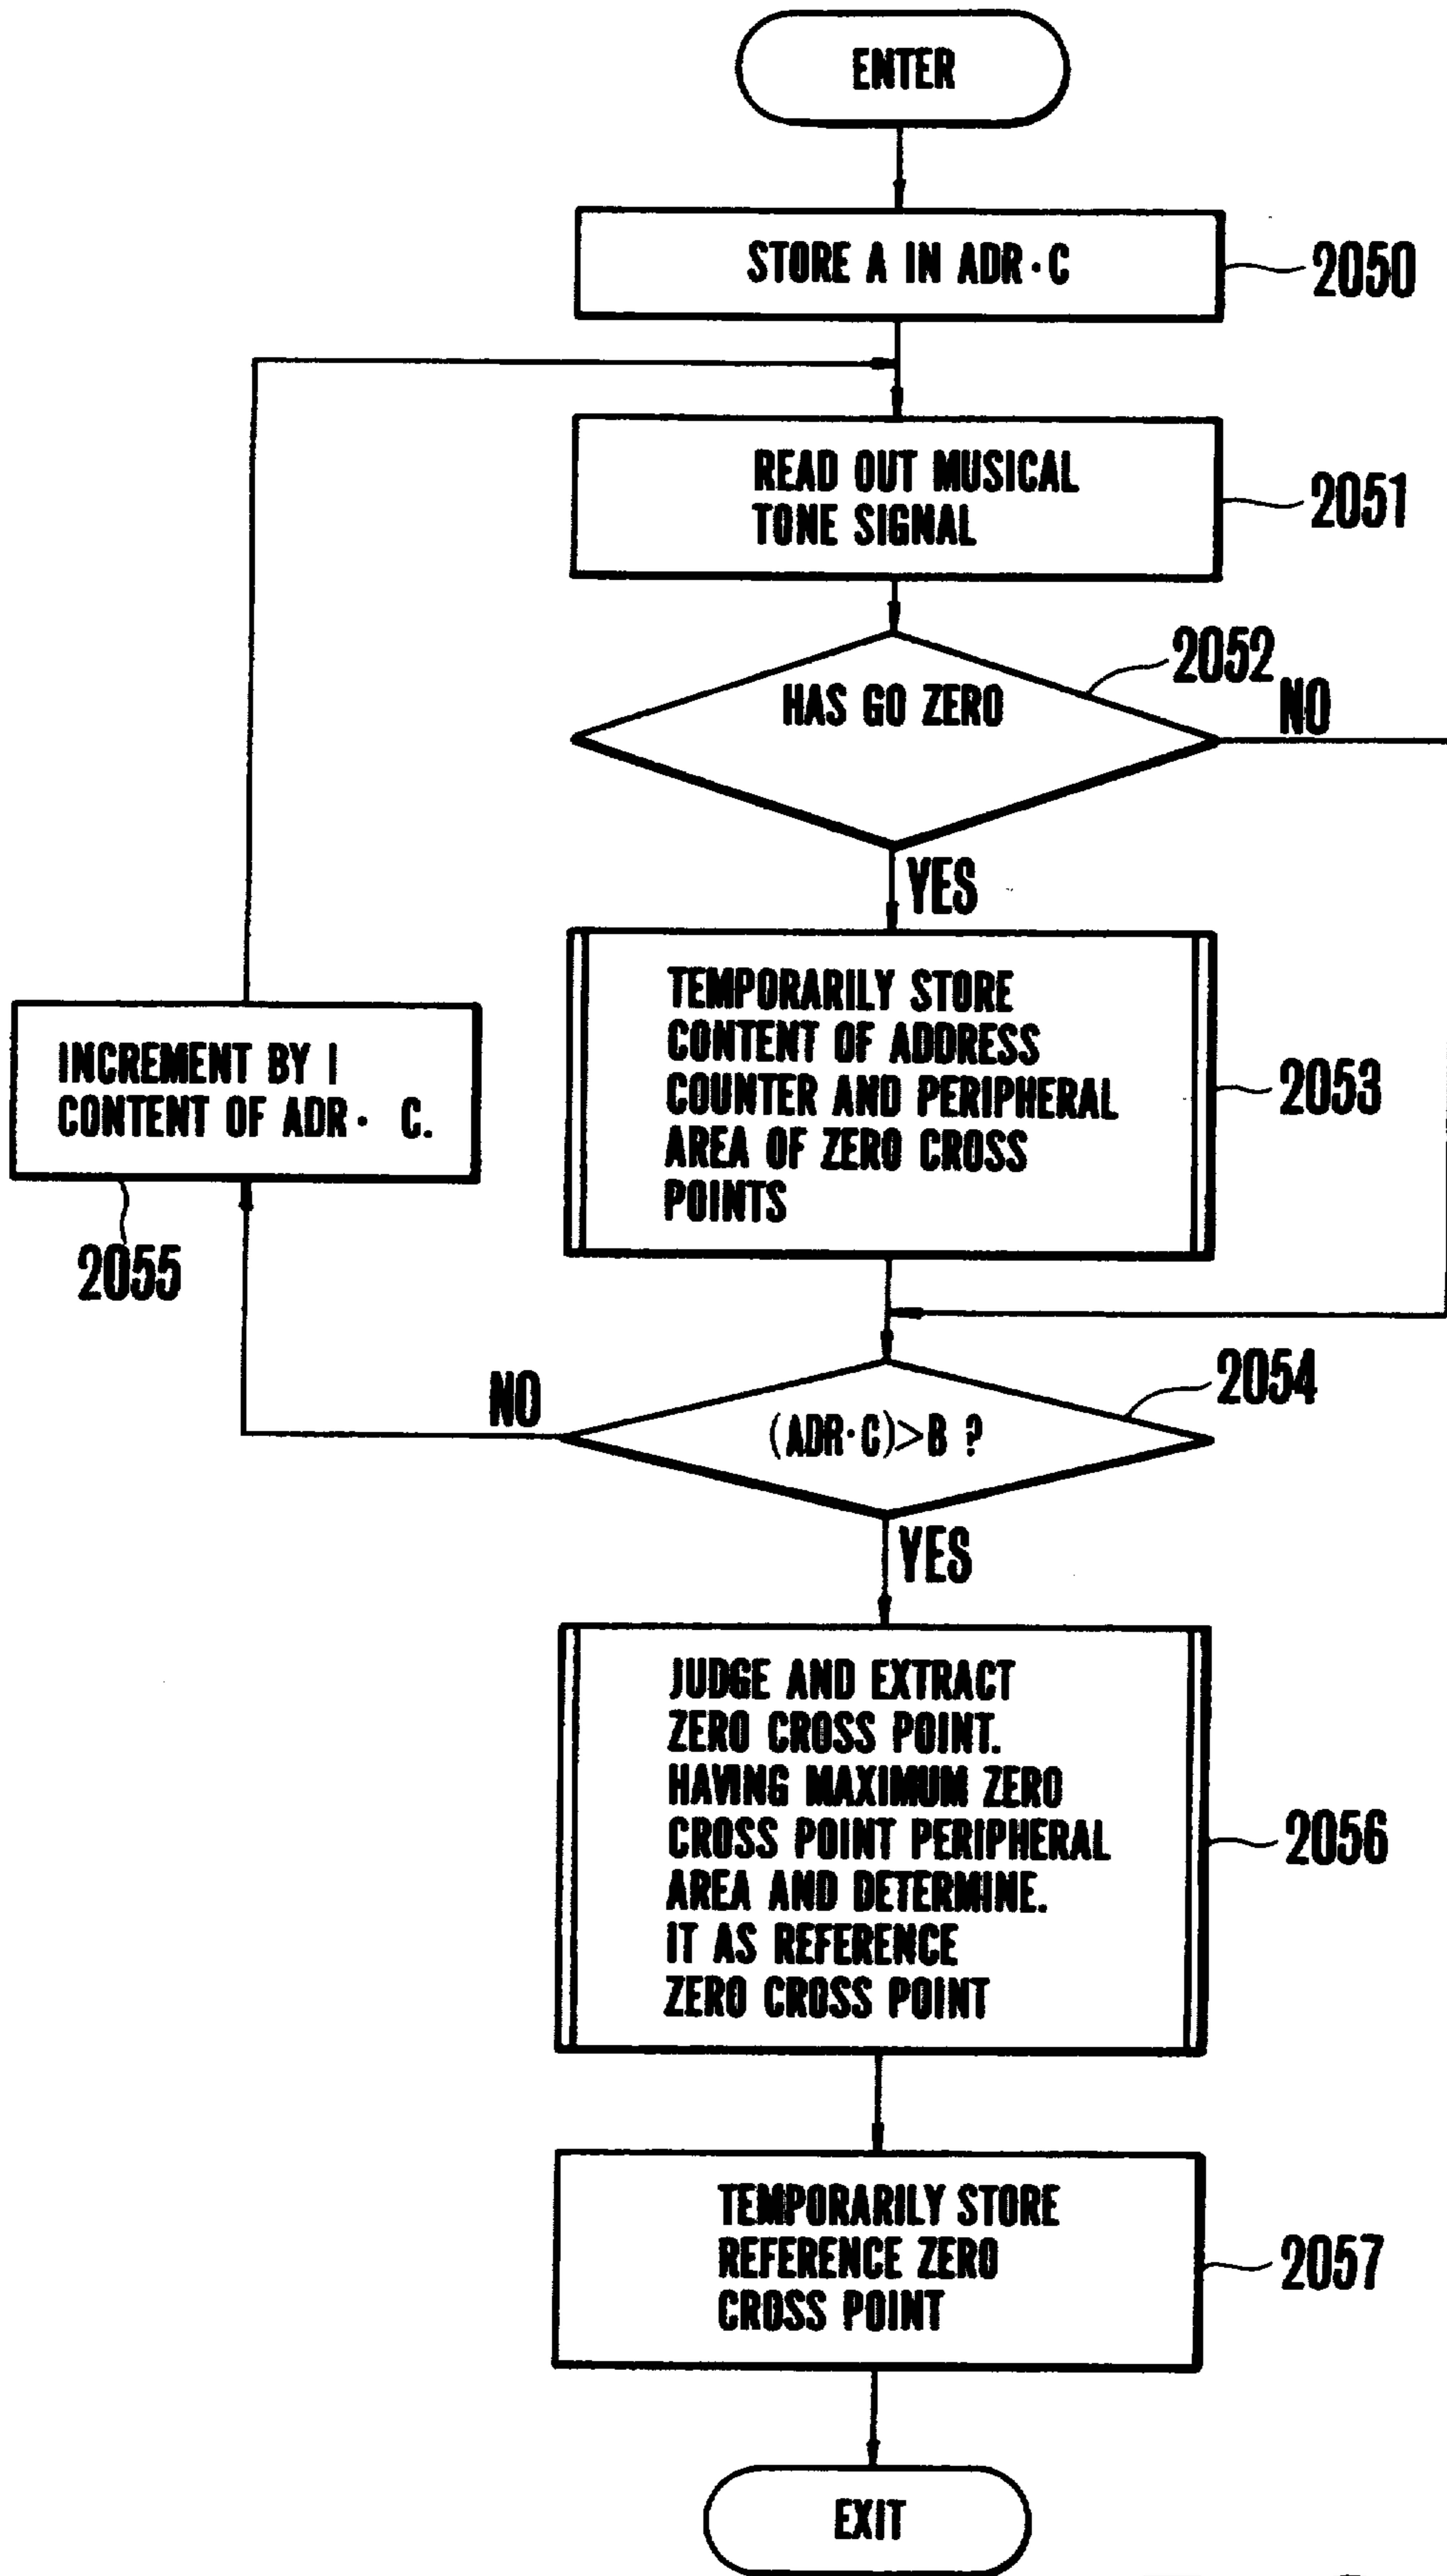 ENTER
STORE A IN ADR·C
2050
READ OUT MUSICAL
TONE SIGNAL
2051
2052
HAS GO ZERO
NO
YES
TEMPORARILY STORE
CONTENT OF ADDRESS
COUNTER AND PERIPHERAL
AREA OF ZERO CROSS
POINTS
2053
INCREMENT BY 1
CONTENT OF ADR· C.
2055
2054
NO
(ADR·C)>B ?
YES
JUDGE AND EXTRACT
ZERO CROSS POINT.
HAVING MAXIMUM ZERO
CROSS POINT PERIPHERAL
AREA AND DETERMINE.
IT AS REFERENCE
ZERO CROSS POINT
2056
TEMPORARILY STORE
REFERENCE ZERO
CROSS POINT
2057
EXIT